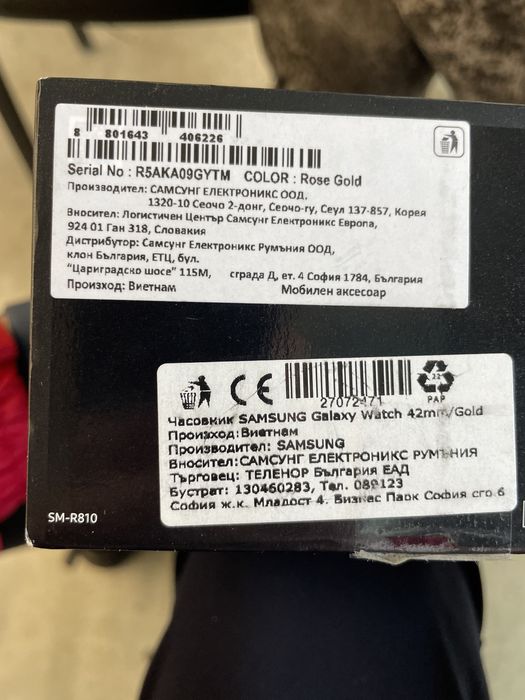 8 801643 406226
Serial No : R5AKA09GYTM COLOR : Rose Gold
Производител: САМСУНГ ЕЛЕКТРОНИКС ООД,
1320-10 Сеочо 2-донг, Сеочо-гу, Сеул 137-857, Корея
Вносител: Логистичен Център Самсунг Електроникс Европа,
924 01 Ган 318, Словакия
Дистрибутор: Самсунг Електроникс Румъния ООД,
клон България, ЕТЦ, бул.
"Цариградско шосе" 115М, сграда Д, ет. 4 София 1784, България
Произход: Виетнам Мобилен аксесоар
CE
22
PAP
27072471
Часовник SAMSUNG Galaxy Watch 42mm/Gold
Произход: Виетнам
Производител: SAMSUNG
Вносител: САМСУНГ ЕЛЕКТРОНИКС РУМЪНИЯ
Търговец: ТЕЛЕНОР България ЕАД
Булстат: 130460283, Тел. 089123
София ж.к. Младост 4, Бизнес Парк София сгр 6
SM-R810